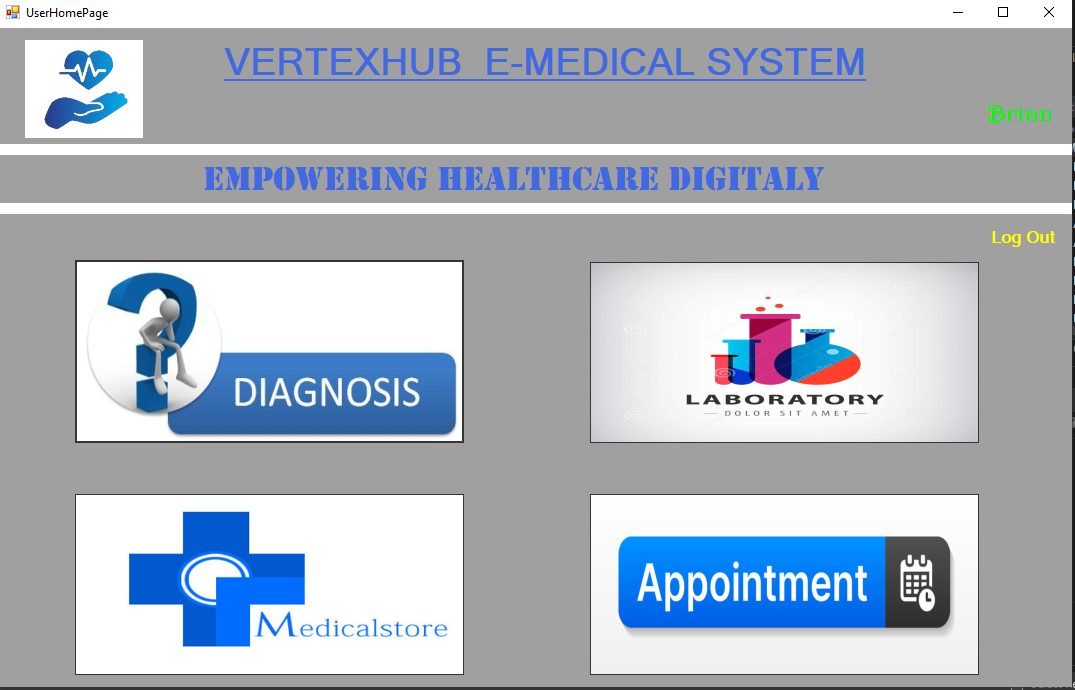 UserHomePage
VERTEXHUB E-MEDICAL SYSTEM
Brian
EMPOWERING HEALTHCARE DIGITALY
Log Out
DIAGNOSIS
LABORATORY
DOLOR SIT AMET
Medicalstore
Appointment